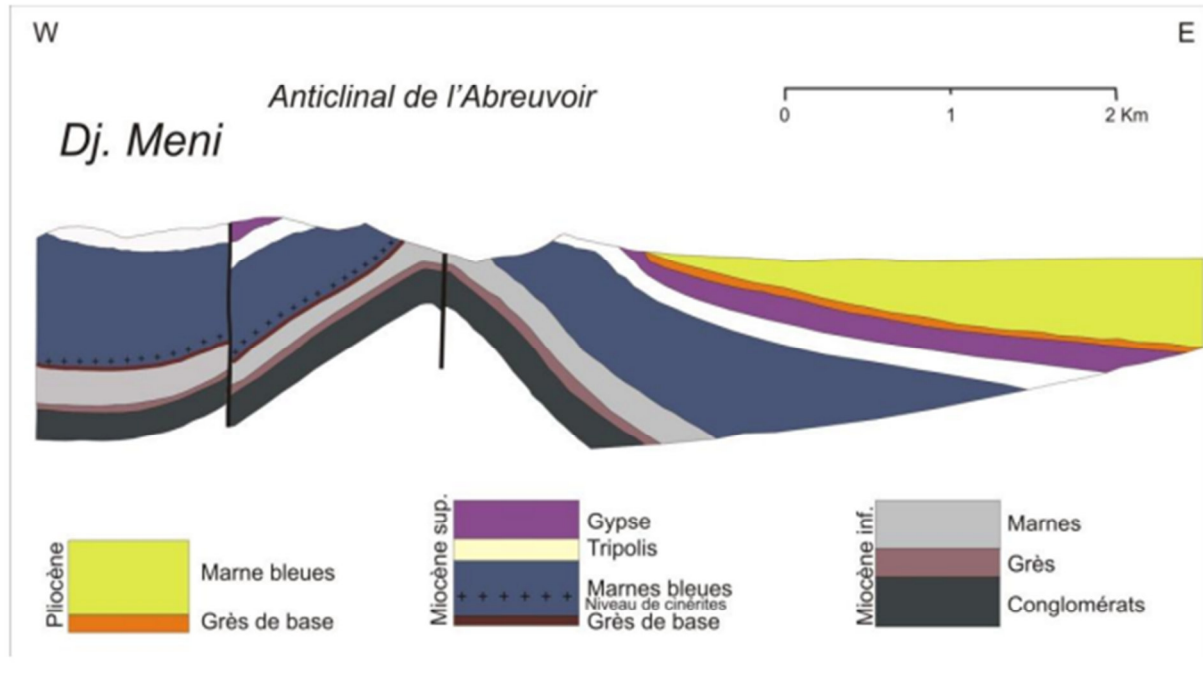 W
E
Anticlinal de l'Abreuvoir
Dj. Meni
0 1 2 Km
Pliocène
Marne bleues
Grès de base
Miocène sup.
Gypse
Tripolis
Marnes bleues
Niveau de cinérites
Grès de base
Miocène inf.
Marnes
Grès
Conglomérats